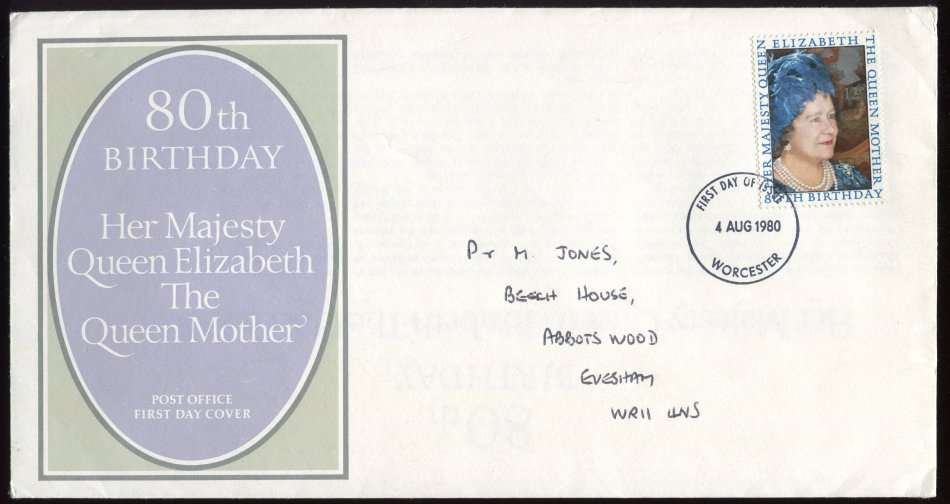 80th
BIRTHDAY
Her Majesty
Queen Elizabeth
The
Queen Mother
POST OFFICE
FIRST DAY COVER
HER MAJESTY QUEEN ELIZABETH THE QUEEN MOTHER
80TH BIRTHDAY
FIRST DAY OF ISSUE
4 AUG 1980
WORCESTER
M JONES,
BEECH HOUSE,
ABBOTS WOOD
EVESHAM
WR11